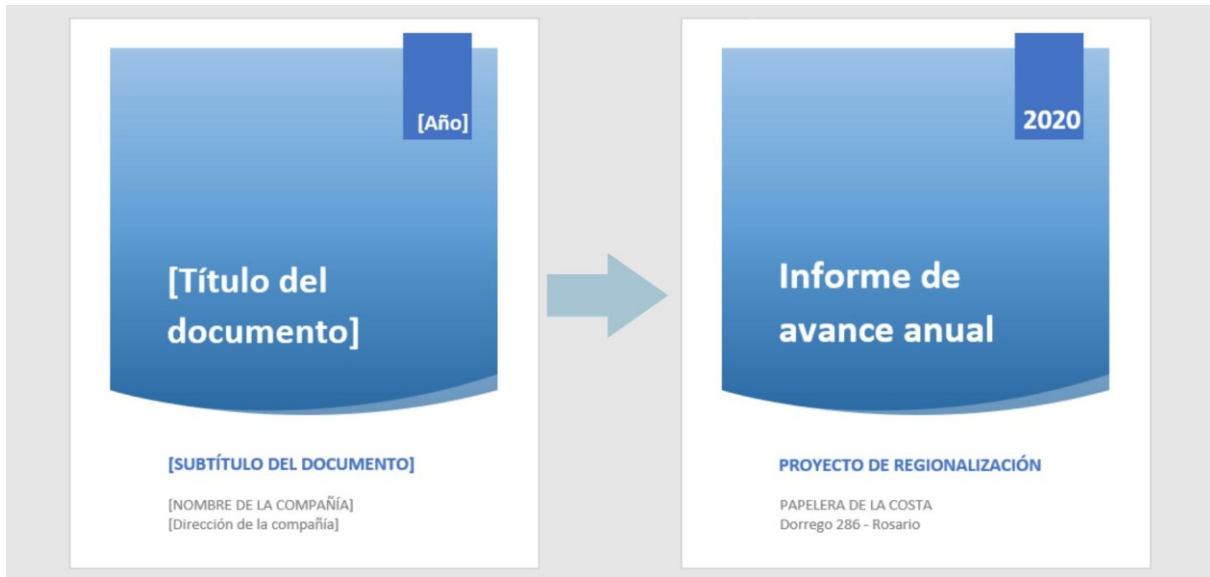 [Año]
[Título del
documento]
[SUBTÍTULO DEL DOCUMENTO]
[NOMBRE DE LA COMPAÑÍA]
[Dirección de la compañía]
2020
Informe de
avance anual
PROYECTO DE REGIONALIZACIÓN
PAPELERA DE LA COSTA
Dorrego 286 - Rosario